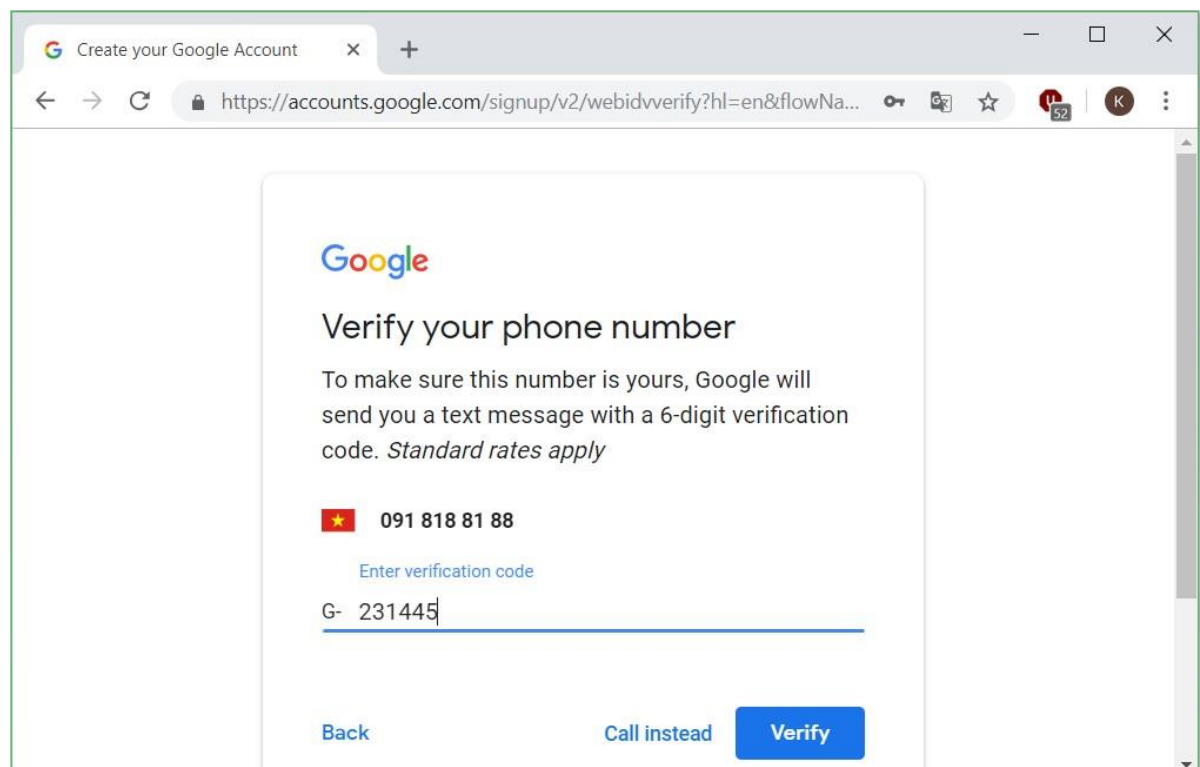 Create your Google Account
https://accounts.google.com/signup/v2/webidvverify?hl=en&flowNa...
52
K
Google
Verify your phone number
To make sure this number is yours, Google will
send you a text message with a 6-digit verification
code. Standard rates apply
091 818 81 88
Enter verification code
G- 231445
Back Call instead Verify